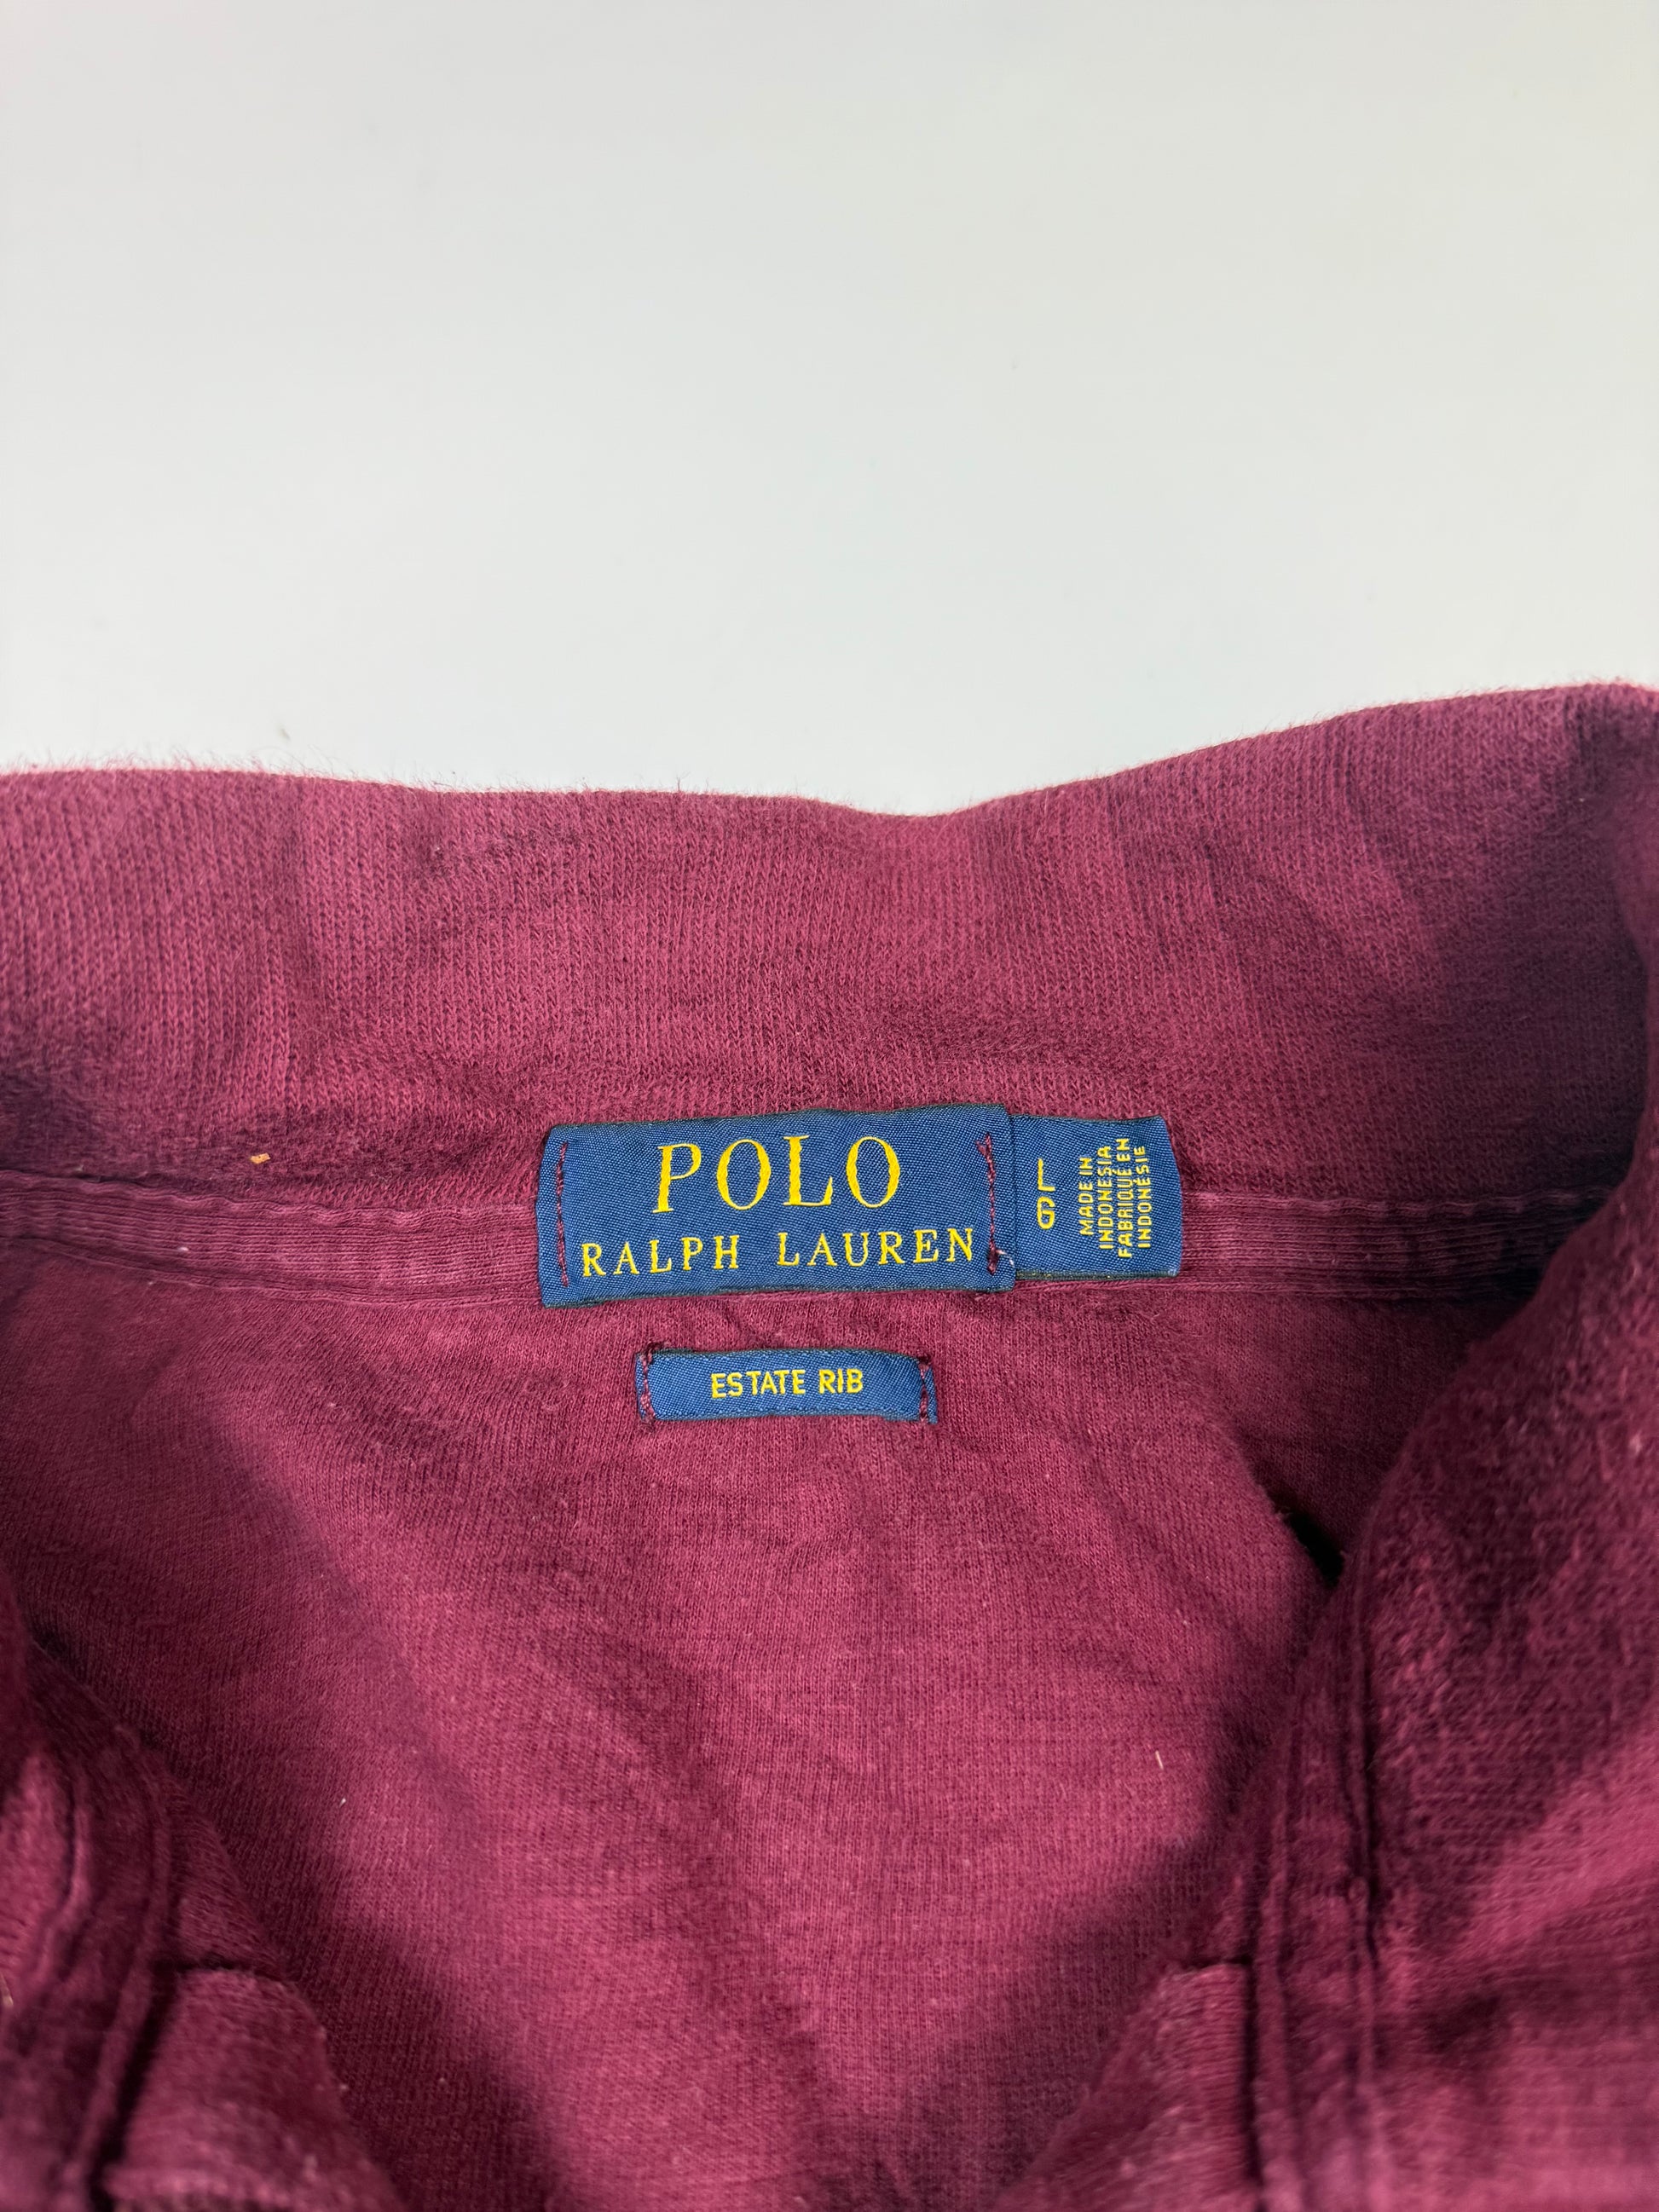 POLO
RALPH LAUREN
L
G
MADE IN
INDONESIA
FABRIQUÉ EN
INDONÉSIE
ESTATE RIB